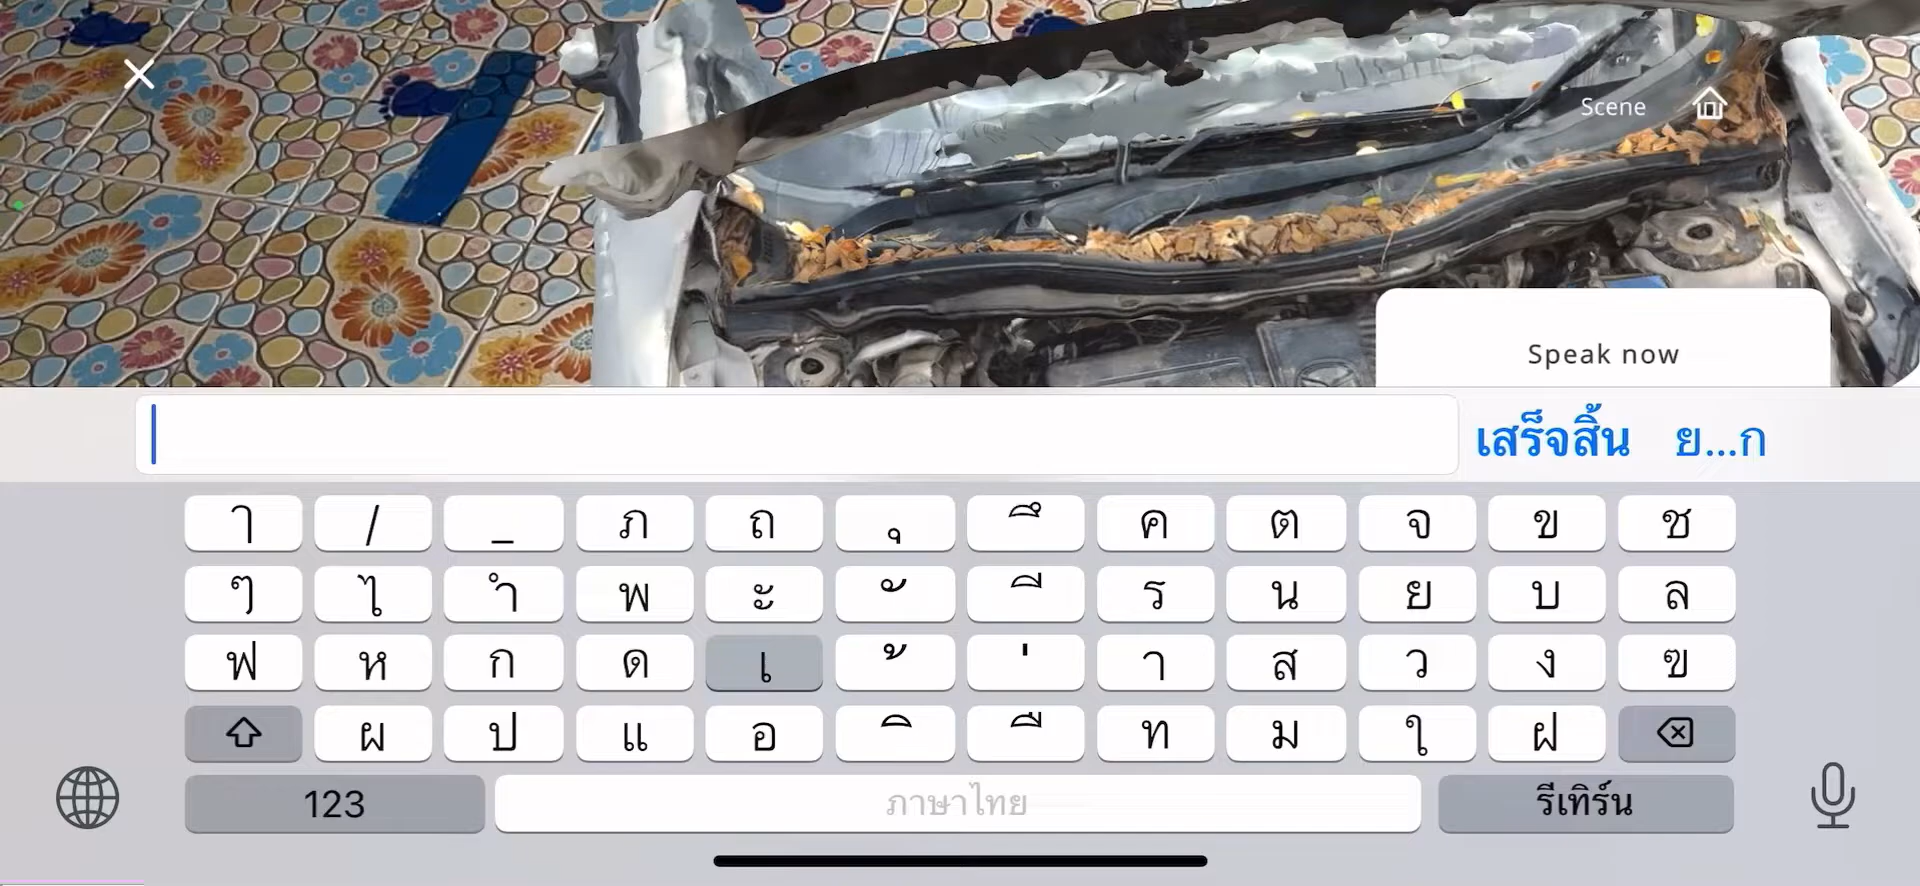 Scene
Speak now
เสร็จสิ้น ย...ก
ๅ / _ ภ ถ ุ ึ ค ต จ ข ช
ๆ ไ ำ พ ะ ั ี ร น ย บ ล
ฟ ห ก ด เ ้ ่ า ส ว ง ฃ
ผ ป แ อ ิ ื ท ม ใ ฝ
123 ภาษาไทย รีเทิร์น